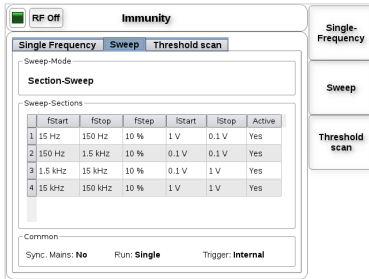 RF Off
Immunity
Single Frequency Sweep Threshold scan
Sweep-Mode
Section-Sweep
Sweep-Sections
fStart fStop fStep lStart lStop Active
1 15 Hz 150 Hz 10 % 1 V 0.1 V Yes
2 150 Hz 1.5 kHz 10 % 0.1 V 0.1 V Yes
3 1.5 kHz 15 kHz 10 % 0.1 V 1 V Yes
4 15 kHz 150 kHz 10 % 1 V 1 V Yes
Common
Sync. Mains: No Run: Single Trigger: Internal
Single-
Frequency
Sweep
Threshold
scan